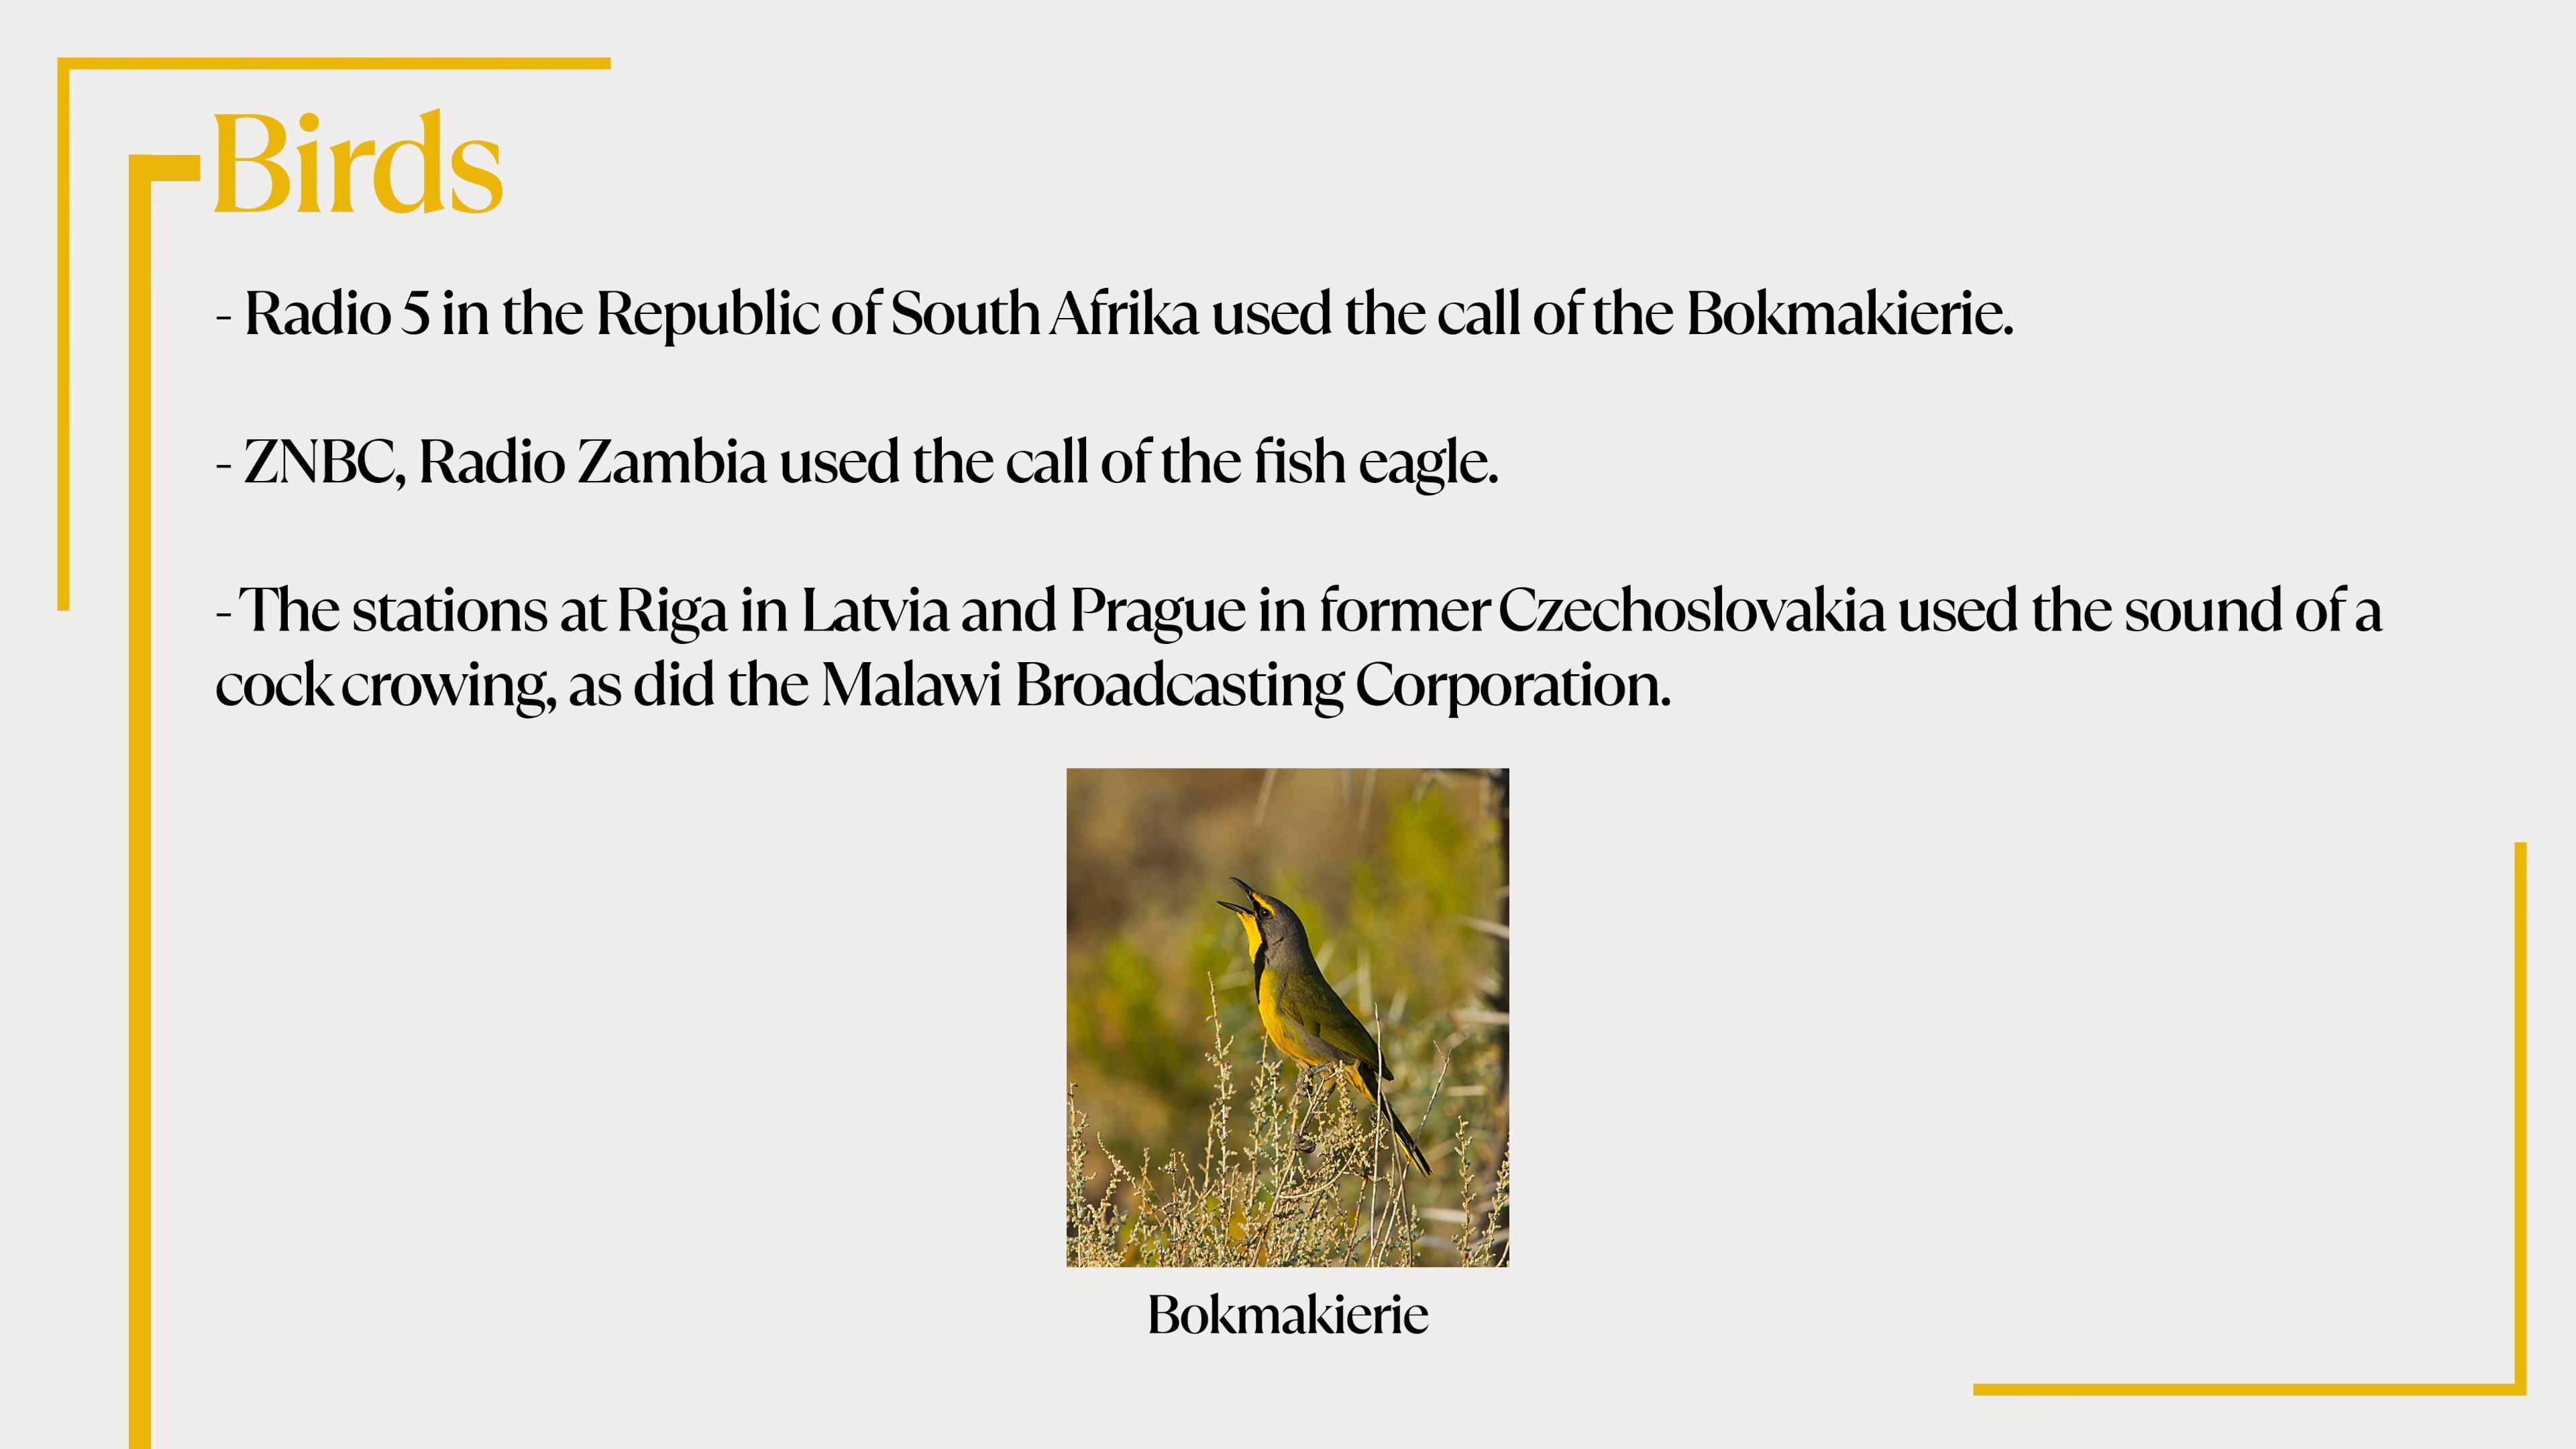 Birds
- Radio 5 in the Republic of South Afrika used the call of the Bokmakierie.
- ZNBC, Radio Zambia used the call of the fish eagle.
- The stations at Riga in Latvia and Prague in former Czechoslovakia used the sound of a
cock crowing, as did the Malawi Broadcasting Corporation.
Bokmakierie